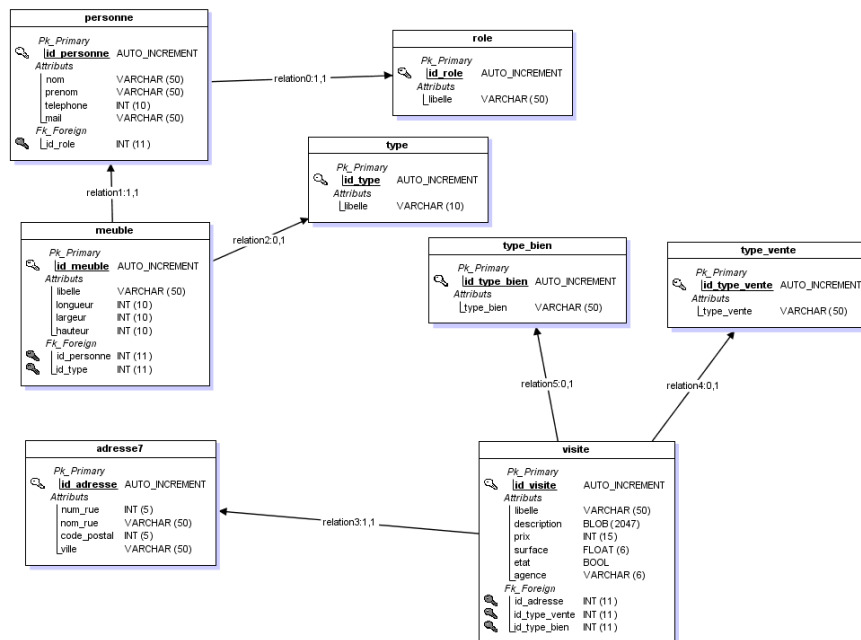 personne
Pk_Primary
id_personne AUTO_INCREMENT
Attributs
nom VARCHAR (50)
prenom VARCHAR (50)
telephone INT (10)
mail VARCHAR (50)
Fk_Foreign
id_role INT (11)
relation0:1,1
role
Pk_Primary
id_role AUTO_INCREMENT
Attributs
libelle VARCHAR (50)
relation1:1,1
type
Pk_Primary
id_type AUTO_INCREMENT
Attributs
libelle VARCHAR (10)
relation2:0,1
meuble
Pk_Primary
id_meuble AUTO_INCREMENT
Attributs
libelle VARCHAR (50)
longueur INT (10)
largeur INT (10)
hauteur INT (10)
Fk_Foreign
id_personne INT (11)
id_type INT (11)
type_bien
Pk_Primary
id_type_bien AUTO_INCREMENT
Attributs
type_bien VARCHAR (50)
type_vente
Pk_Primary
id_type_vente AUTO_INCREMENT
Attributs
type_vente VARCHAR (50)
relation5:0,1
relation4:0,1
adresse7
Pk_Primary
id_adresse AUTO_INCREMENT
Attributs
num_rue INT (5)
nom_rue VARCHAR (50)
code_postal INT (5)
ville VARCHAR (50)
relation3:1,1
visite
Pk_Primary
id_visite AUTO_INCREMENT
Attributs
libelle VARCHAR (50)
description BLOB (2047)
prix INT (15)
surface FLOAT (6)
etat BOOL
agence VARCHAR (6)
Fk_Foreign
id_adresse INT (11)
id_type_vente INT (11)
id_type_bien INT (11)